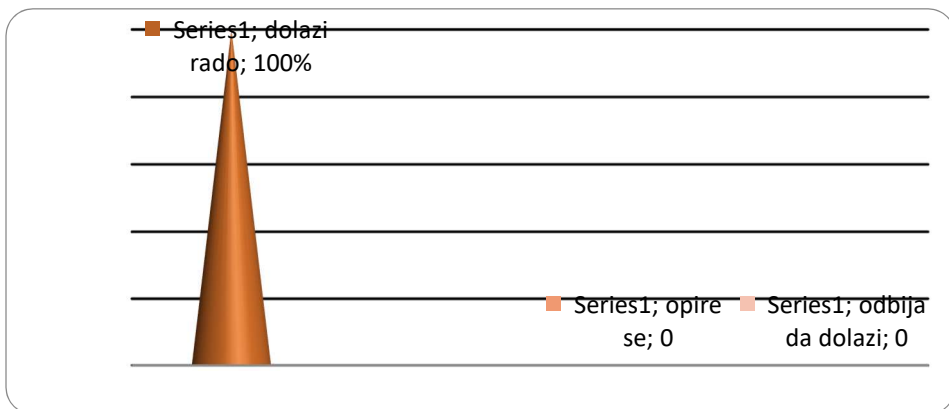 Series1; dolazi
rado; 100%
Series1; opire
se; 0
Series1; odbija
da dolazi; 0